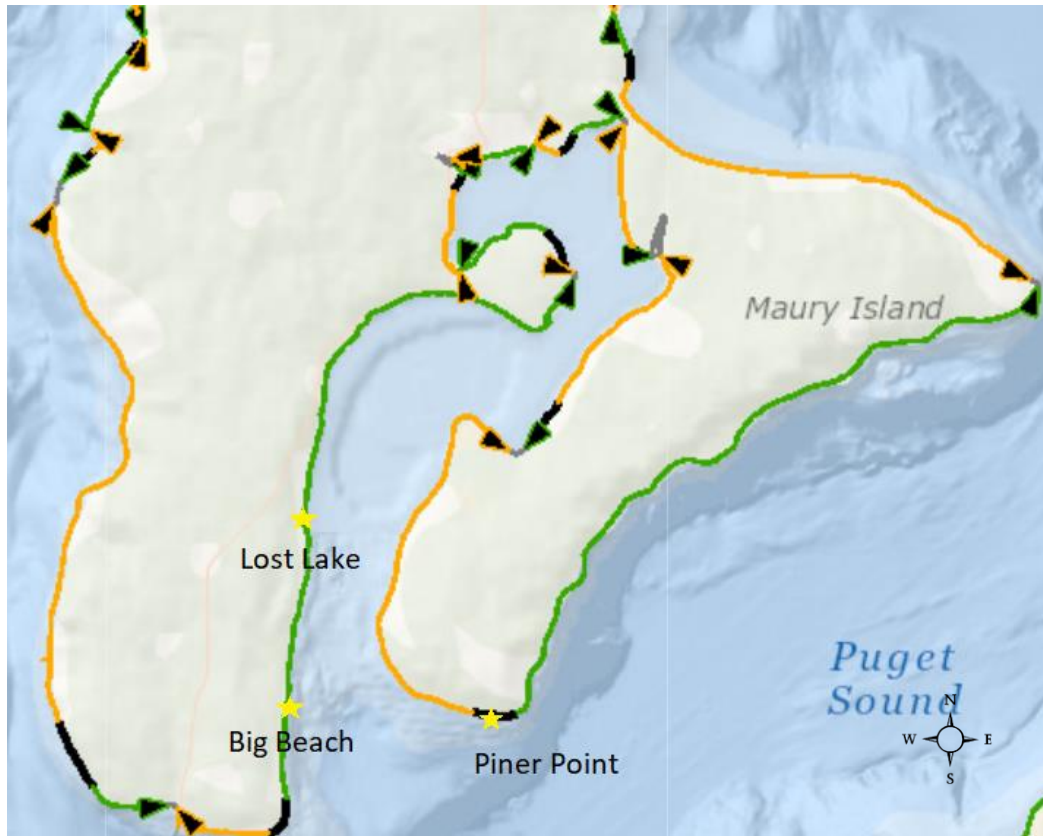 Maury Island
Lost Lake
Puget
Sound
N
W E
S
Big Beach
Piner Point